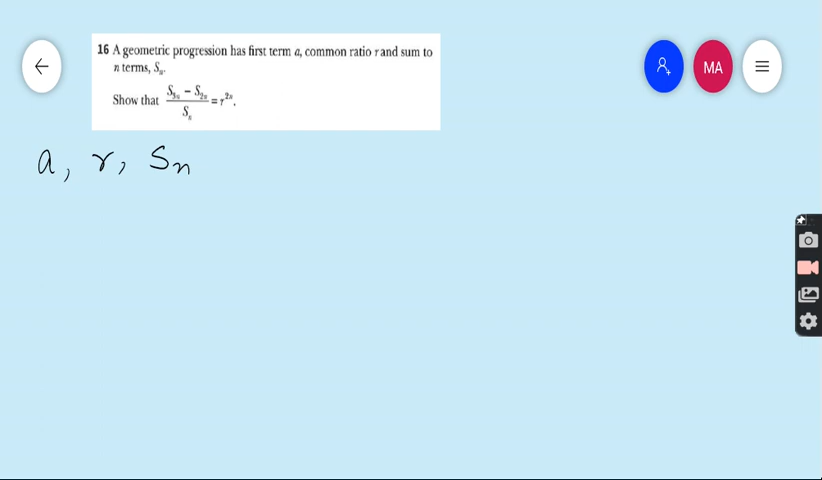 16 A geometric progression has first term a, common ratio r and sum to
n terms, Sₙ.
Show that (S₃ₙ − S₂ₙ)/Sₙ = r²ⁿ.
MA
a, r, Sn